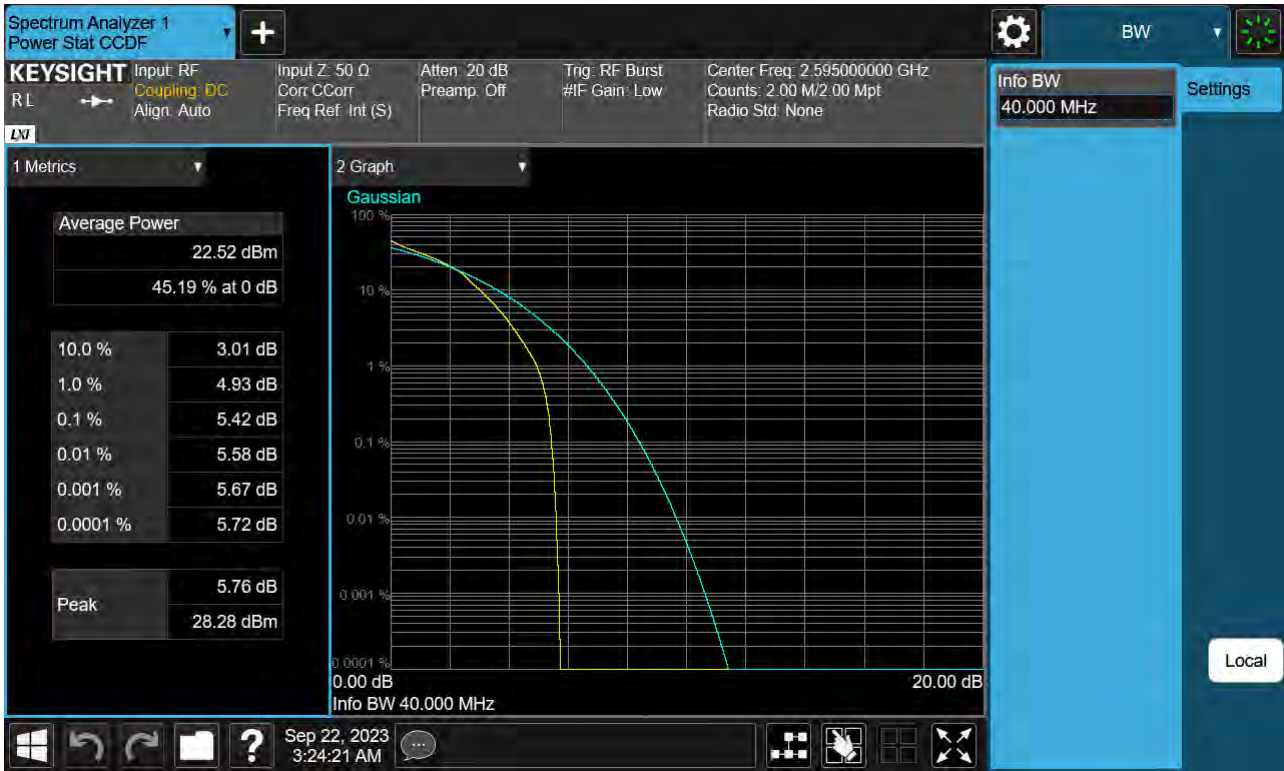 Spectrum Analyzer 1
Power Stat CCDF
+
BW
KEYSIGHT
Input: RF
Input Z: 50 Ω
Atten: 20 dB
Trig: RF Burst
Center Freq: 2.595000000 GHz
RL
Coupling: DC
Corr CCorr
Preamp: Off
#IF Gain: Low
Counts: 2.00 M/2.00 Mpt
Align: Auto
Freq Ref: Int (S)
Radio Std: None
LXI
Info BW
40.000 MHz
Settings
1 Metrics
2 Graph
Average Power
22.52 dBm
45.19 % at 0 dB
10.0 % 3.01 dB
1.0 % 4.93 dB
0.1 % 5.42 dB
0.01 % 5.58 dB
0.001 % 5.67 dB
0.0001 % 5.72 dB
Peak
5.76 dB
28.28 dBm
Gaussian
100 %
10 %
1 %
0.1 %
0.01 %
0.001 %
0.0001 %
0.00 dB
20.00 dB
Info BW 40.000 MHz
Local
?
Sep 22, 2023
3:24:21 AM